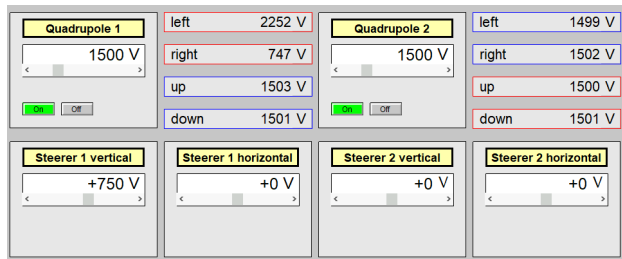 Quadrupole 1
1500 V
On Off
left 2252 V
right 747 V
up 1503 V
down 1501 V
Quadrupole 2
1500 V
On Off
left 1499 V
right 1502 V
up 1500 V
down 1501 V
Steerer 1 vertical
+750 V
Steerer 1 horizontal
+0 V
Steerer 2 vertical
+0 V
Steerer 2 horizontal
+0 V